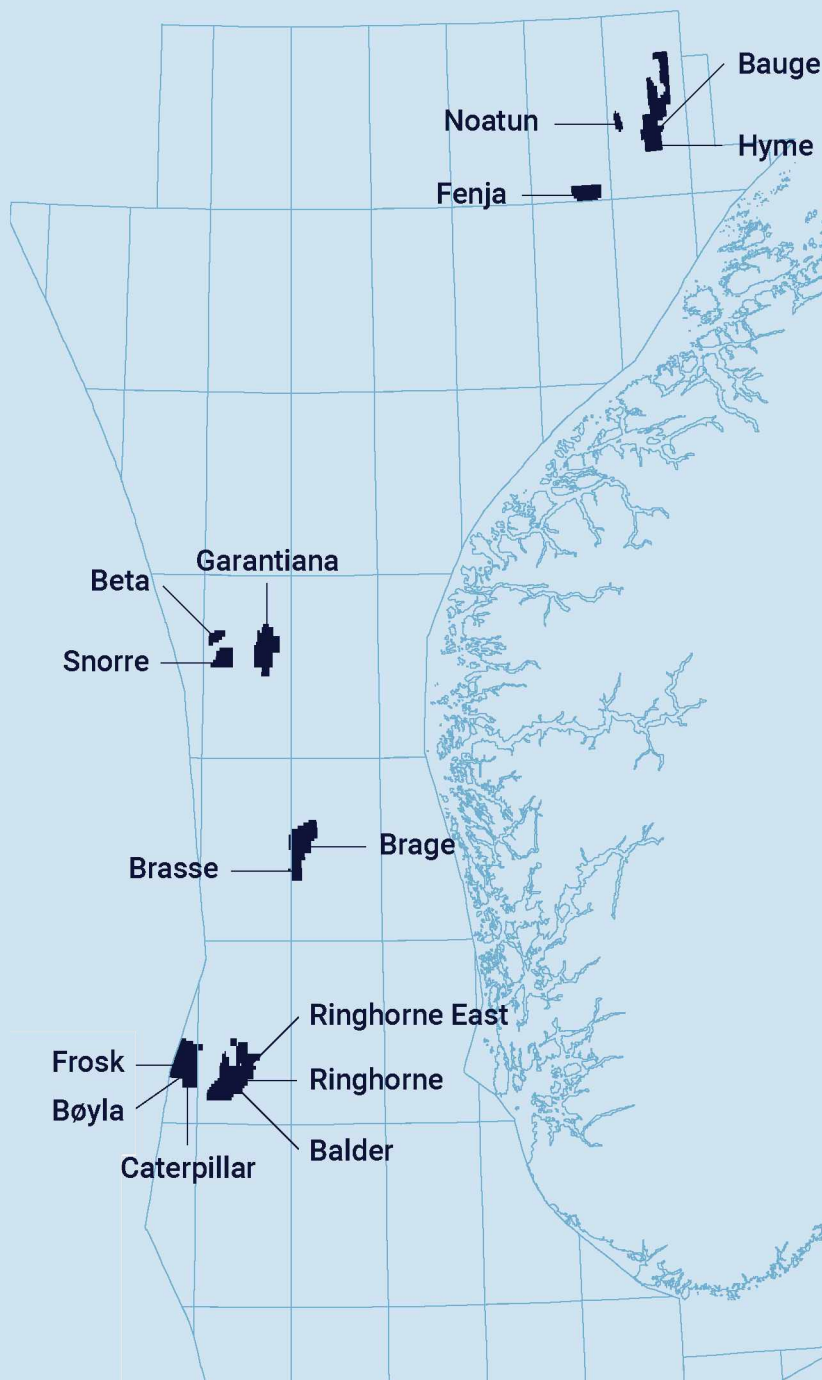 Bauge
Noatun
Hyme
Fenja
Garantiana
Beta
Snorre
Brage
Brasse
Ringhorne East
Frosk
Ringhorne
Bøyla
Balder
Caterpillar